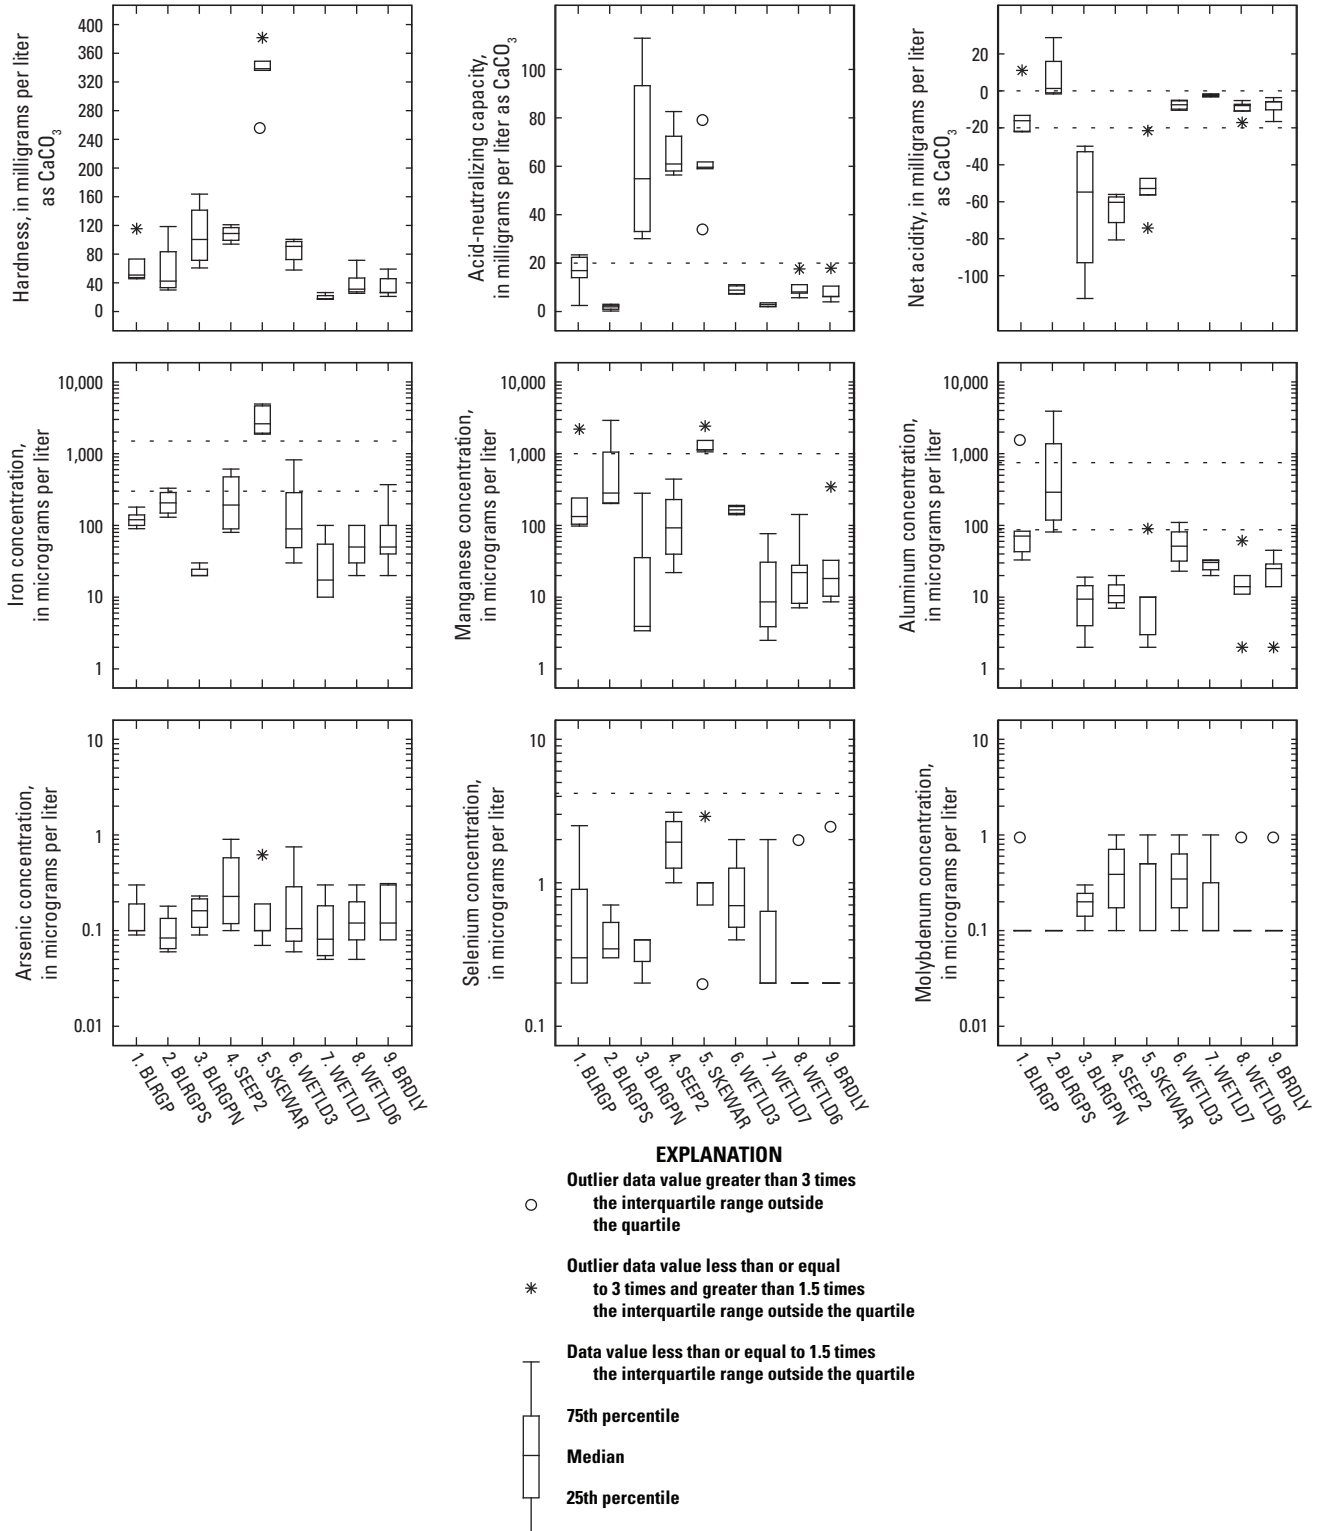 Hardness, in milligrams per liter
as CaCO3
400
360
320
280
240
200
160
120
80
40
0
Acid-neutralizing capacity,
in milligrams per liter as CaCO3
100
80
60
40
20
0
Net acidity, in milligrams per liter
as CaCO3
20
0
-20
-40
-60
-80
-100
Iron concentration,
in micrograms per liter
10,000
1,000
100
10
1
Manganese concentration,
in micrograms per liter
10,000
1,000
100
10
1
Aluminum concentration,
in micrograms per liter
10,000
1,000
100
10
1
Arsenic concentration,
in micrograms per liter
10
1
0.1
0.01
Selenium concentration,
in micrograms per liter
10
1
0.1
Molybdenum concentration,
in micrograms per liter
10
1
0.1
0.01
1. BLRGP
2. BLRGPS
3. BLRGPN
4. SEEP2
5. SKEWAR
6. WETLD3
7. WETLD7
8. WETLD6
9. BRDLY
1. BLRGP
2. BLRGPS
3. BLRGPN
4. SEEP2
5. SKEWAR
6. WETLD3
7. WETLD7
8. WETLD6
9. BRDLY
1. BLRGP
2. BLRGPS
3. BLRGPN
4. SEEP2
5. SKEWAR
6. WETLD3
7. WETLD7
8. WETLD6
9. BRDLY
EXPLANATION
Outlier data value greater than 3 times
the interquartile range outside
the quartile
Outlier data value less than or equal
to 3 times and greater than 1.5 times
the interquartile range outside the quartile
Data value less than or equal to 1.5 times
the interquartile range outside the quartile
75th percentile
Median
25th percentile